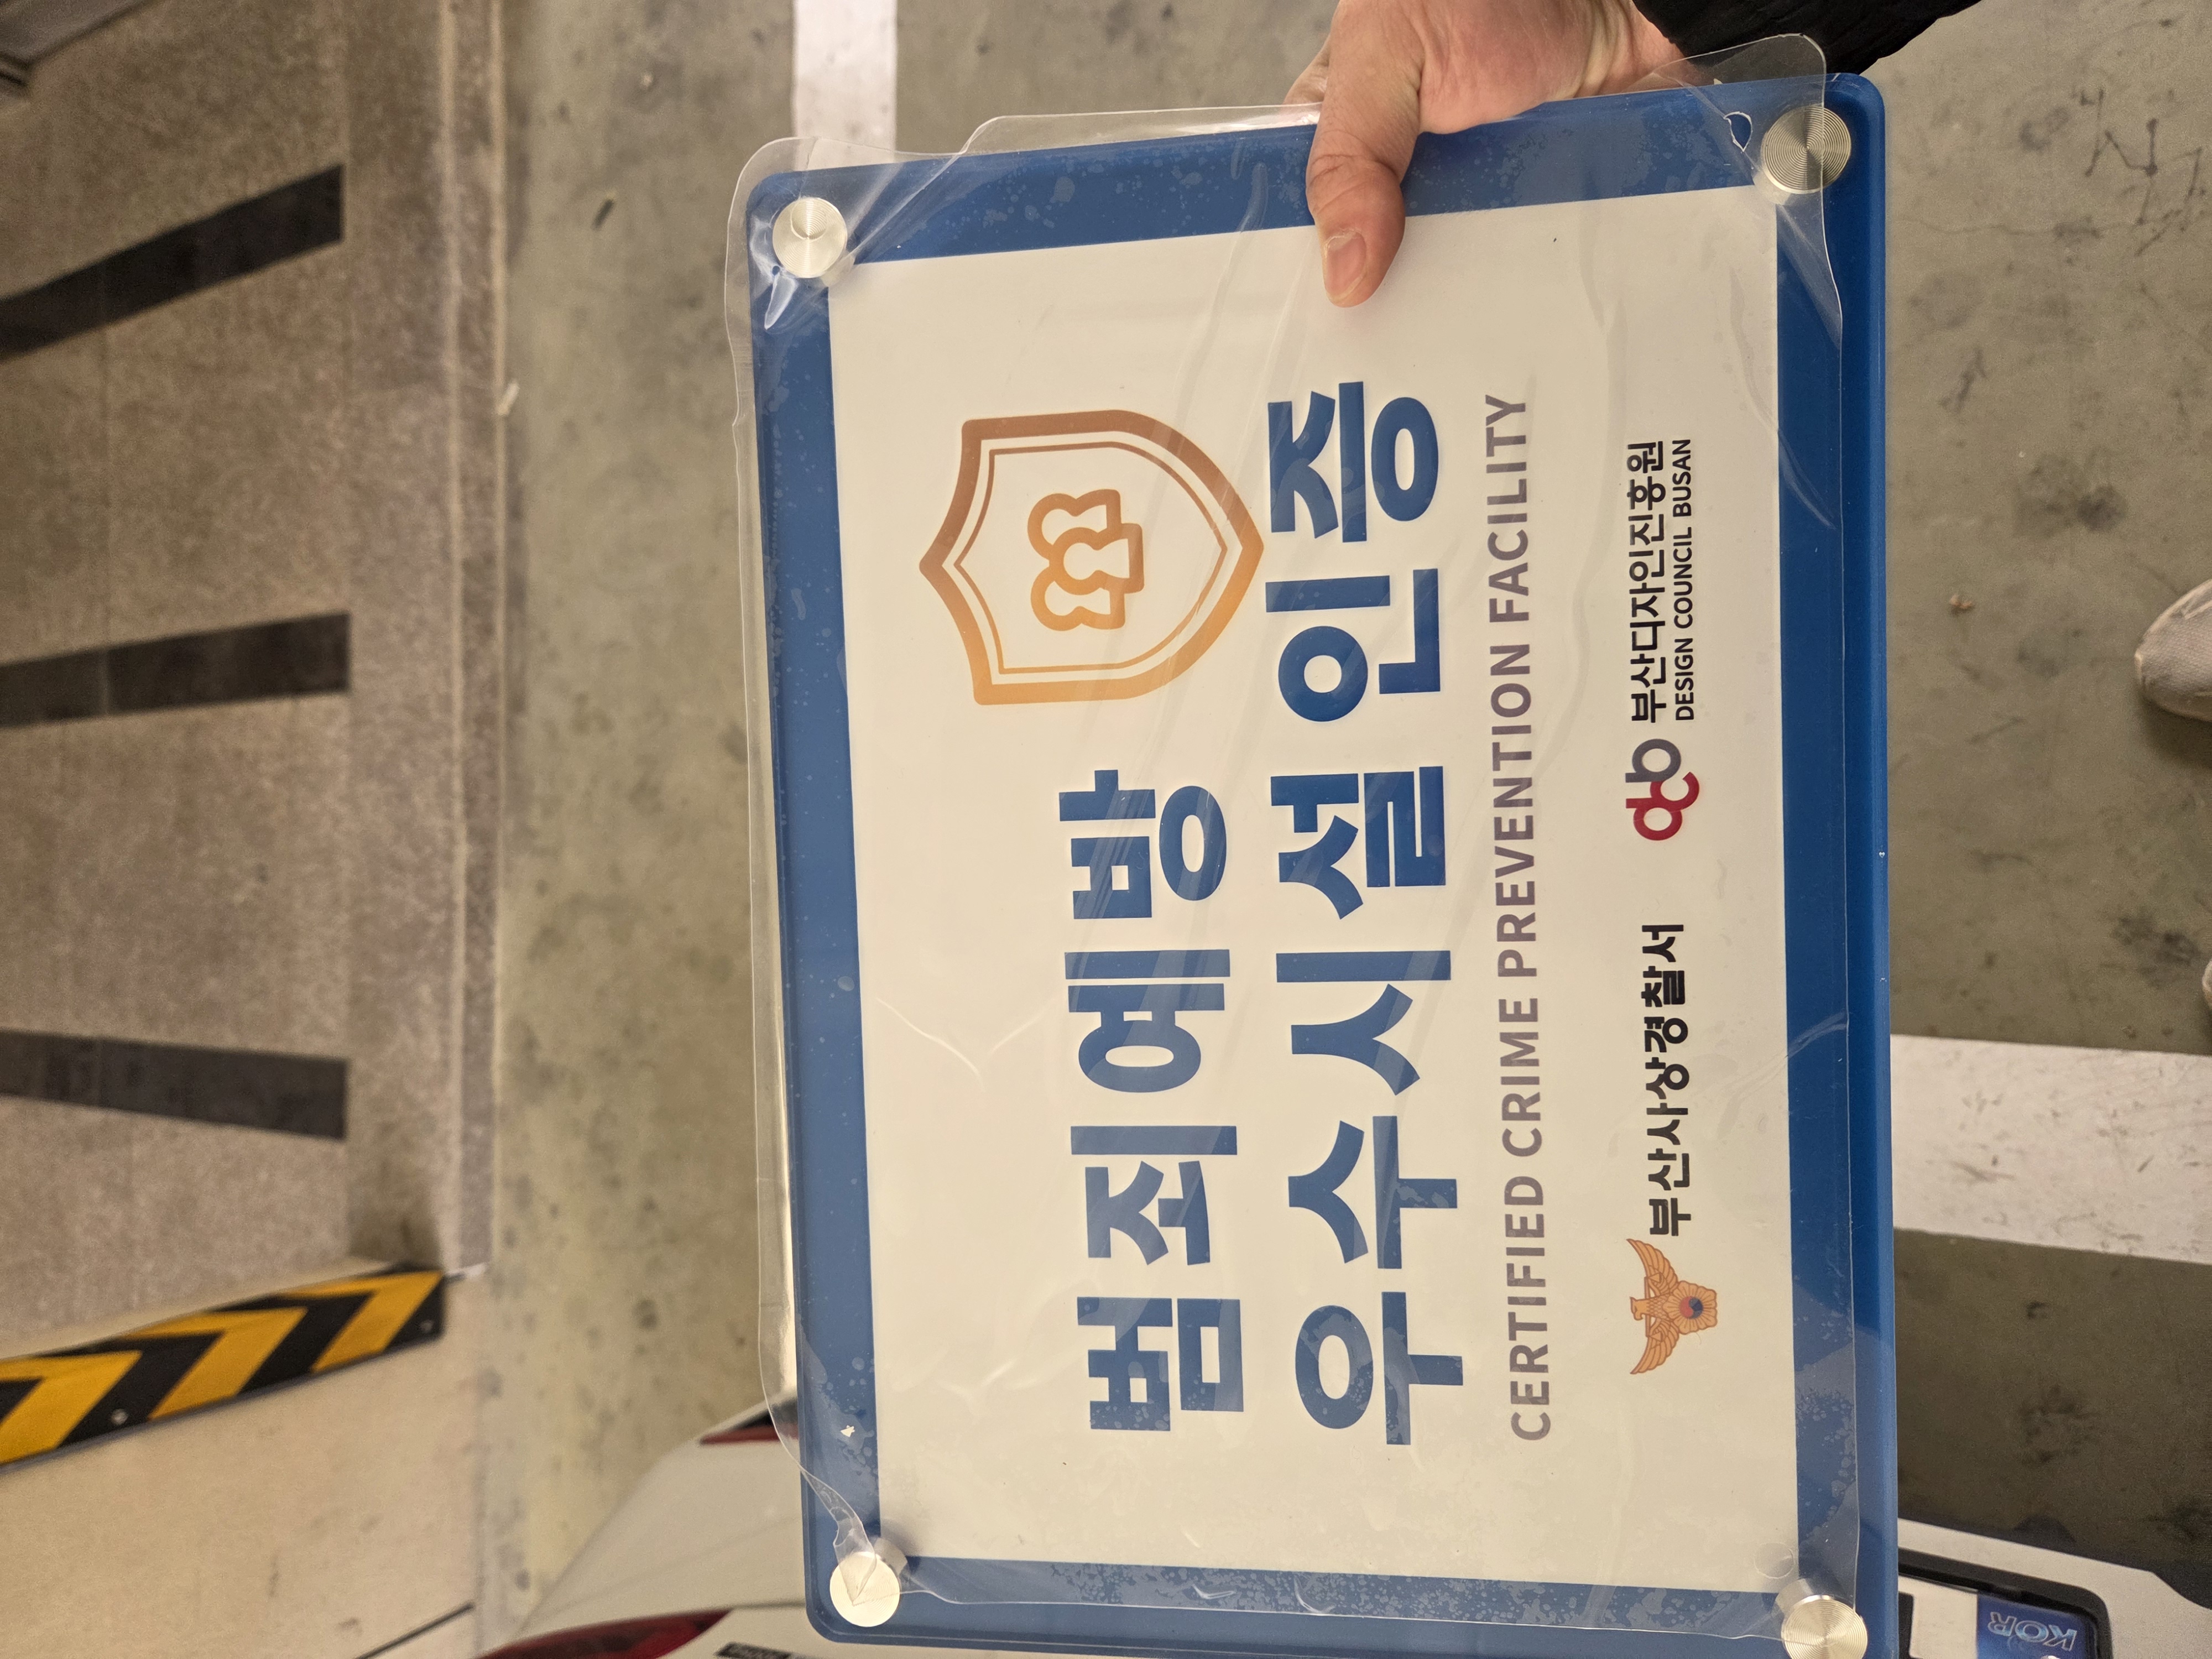 범죄예방
우수시설인증
CERTIFIED CRIME PREVENTION FACILITY
부산사상경찰서
dcb 부산디자인진흥원
DESIGN COUNCIL BUSAN
KOR